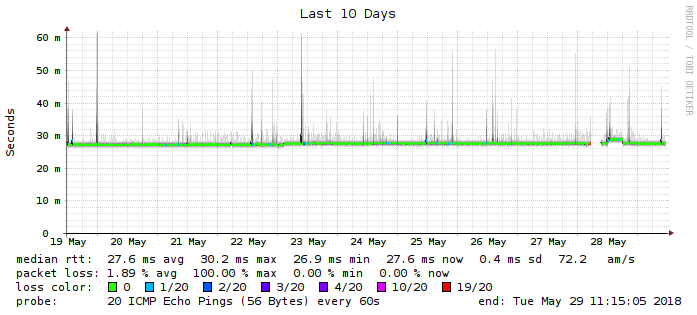 Last 10 Days
RRDTOOL / TOBI OETIKER
Seconds
60 m
50 m
40 m
30 m
20 m
10 m
0
19 May 20 May 21 May 22 May 23 May 24 May 25 May 26 May 27 May 28 May
median rtt: 27.6 ms avg 30.2 ms max 26.9 ms min 27.6 ms now 0.4 ms sd 72.2 am/s
packet loss: 1.89 % avg 100.00 % max 0.00 % min 0.00 % now
loss color: 0 1/20 2/20 3/20 4/20 10/20 19/20
probe: 20 ICMP Echo Pings (56 Bytes) every 60s end: Tue May 29 11:15:05 2018